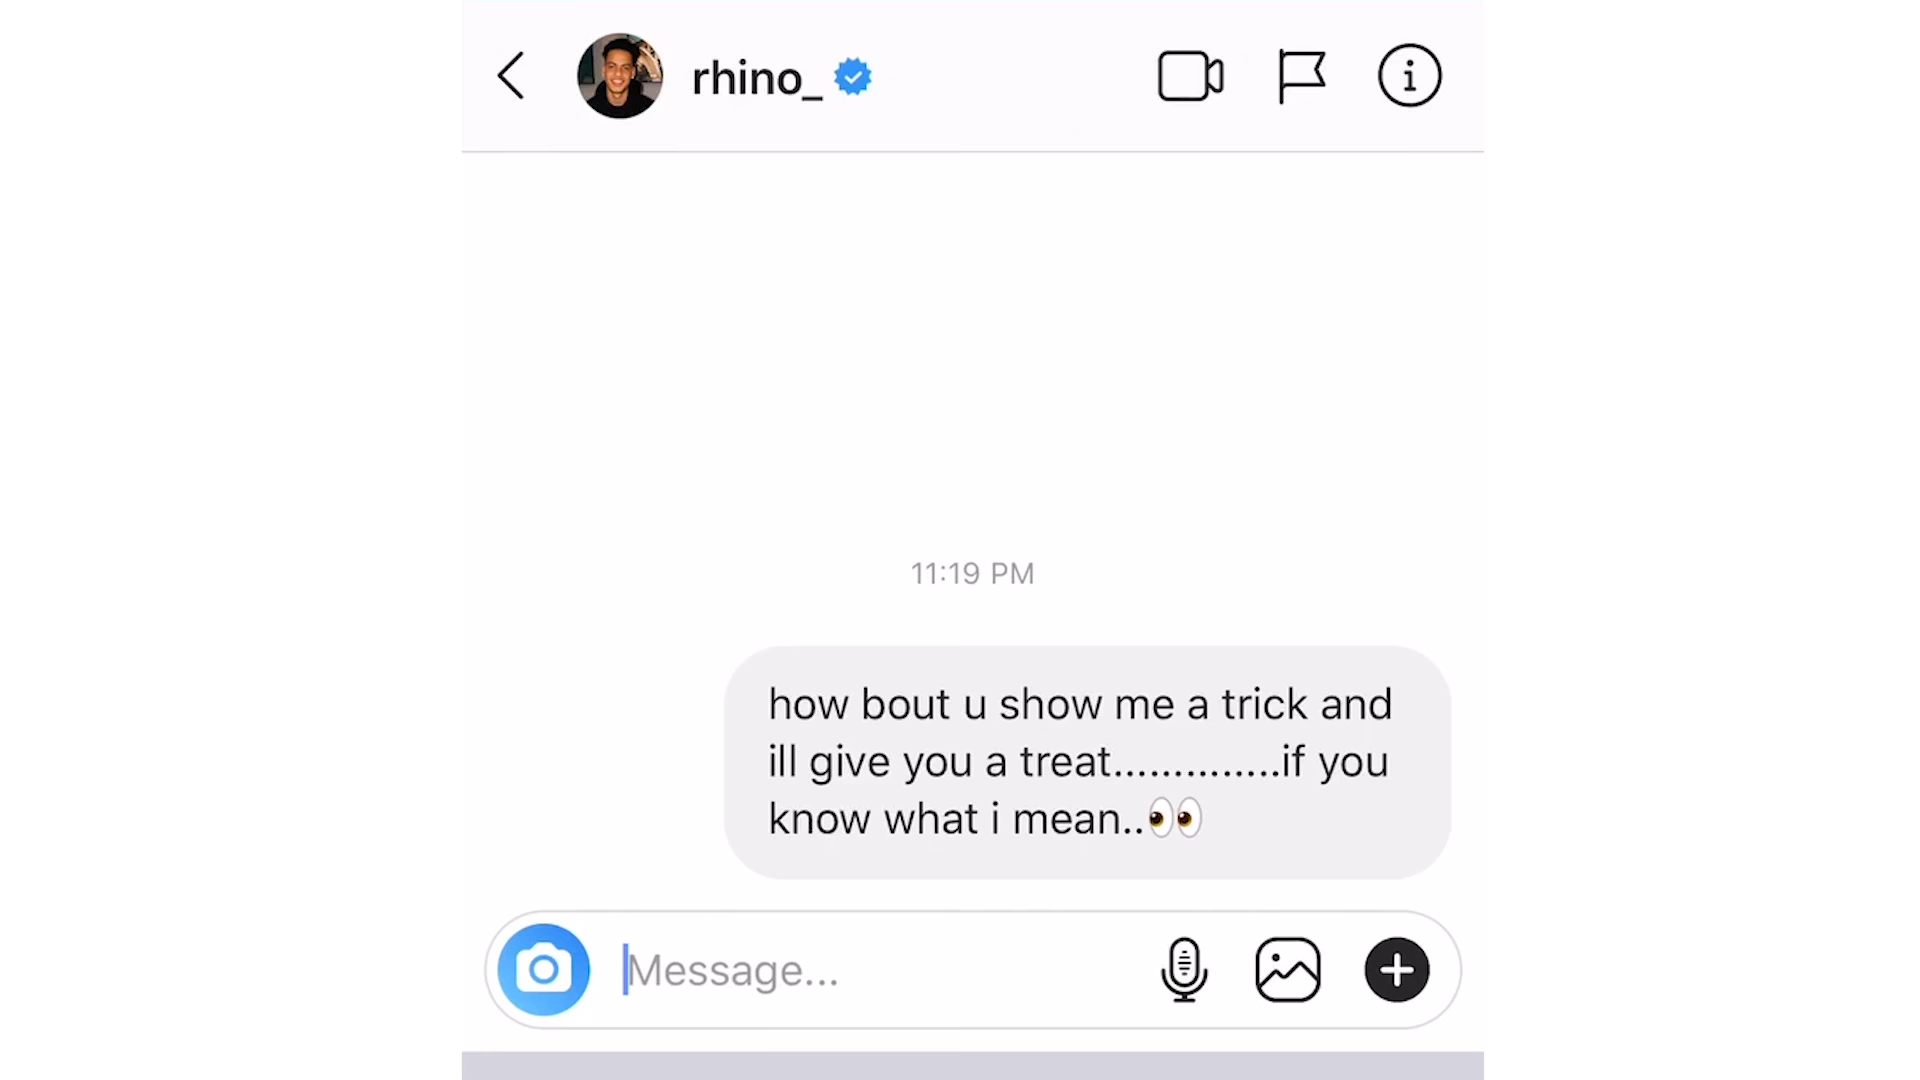 rhino_
11:19 PM
how bout u show me a trick and
ill give you a treat..............if you
know what i mean..👀
Message...